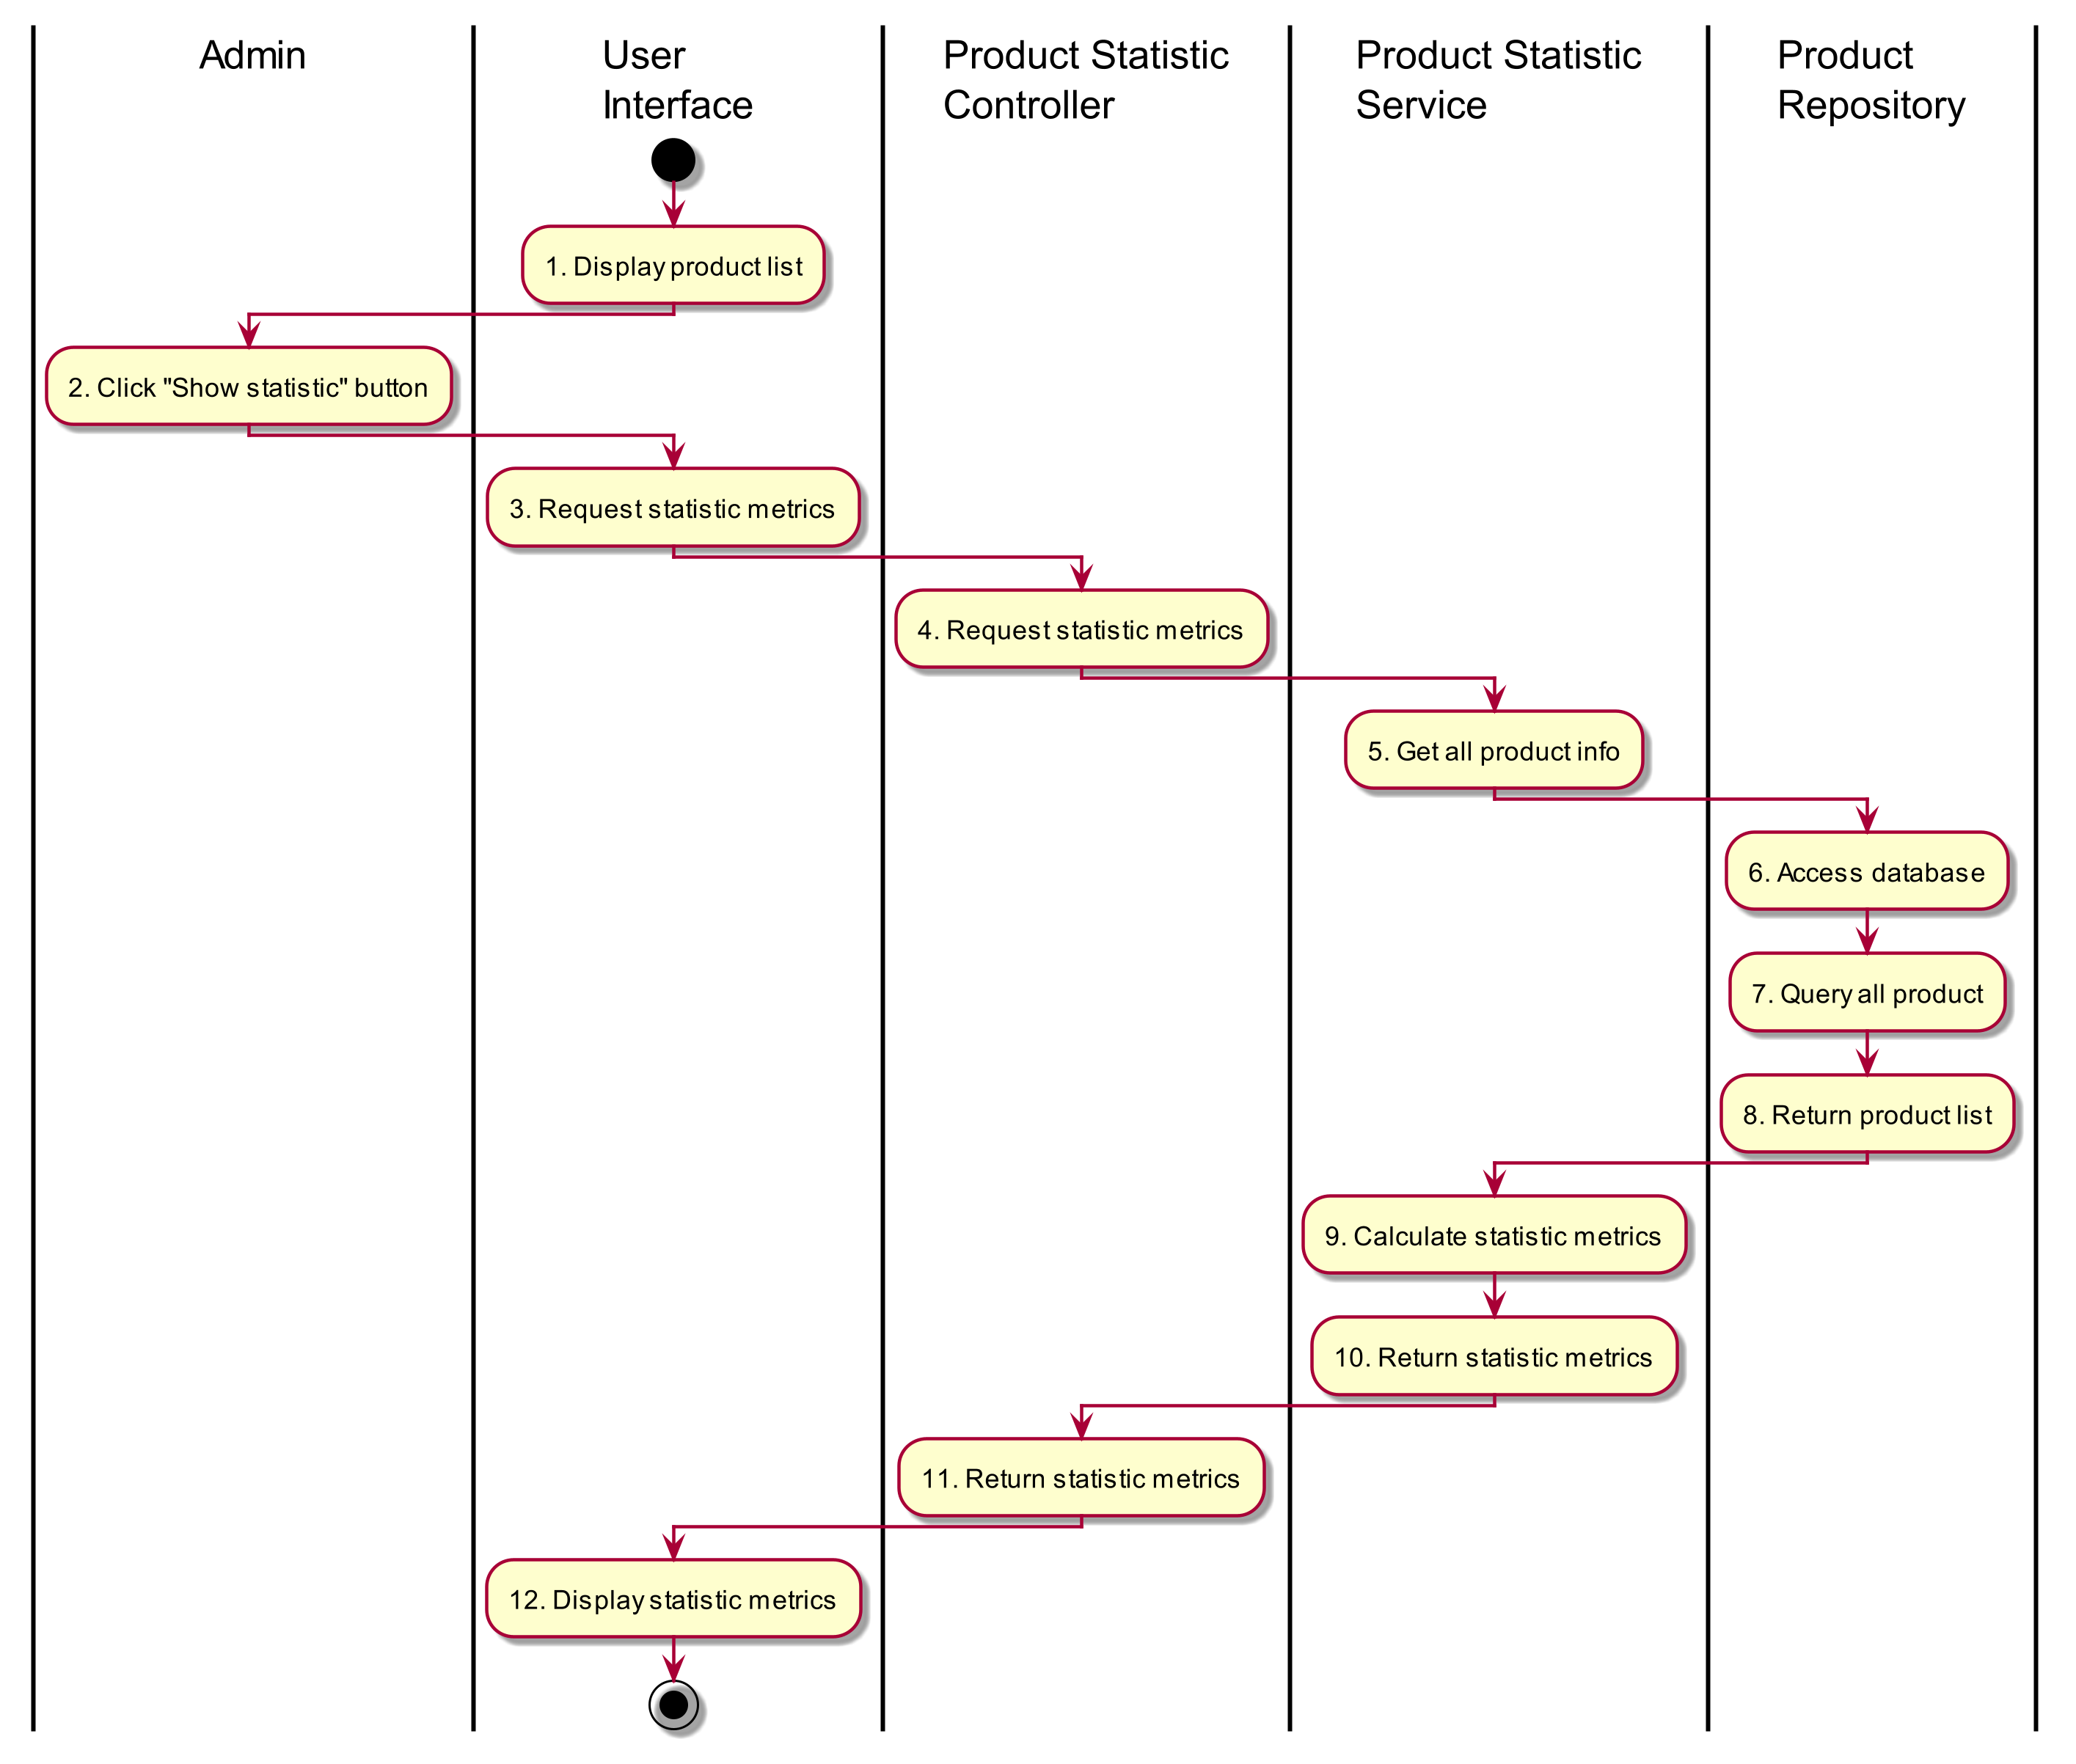 Admin
User
Interface
Product Statistic
Controller
Product Statistic
Service
Product
Repository
1. Display product list
2. Click "Show statistic" button
3. Request statistic metrics
4. Request statistic metrics
5. Get all product info
6. Access database
7. Query all product
8. Return product list
9. Calculate statistic metrics
10. Return statistic metrics
11. Return statistic metrics
12. Display statistic metrics